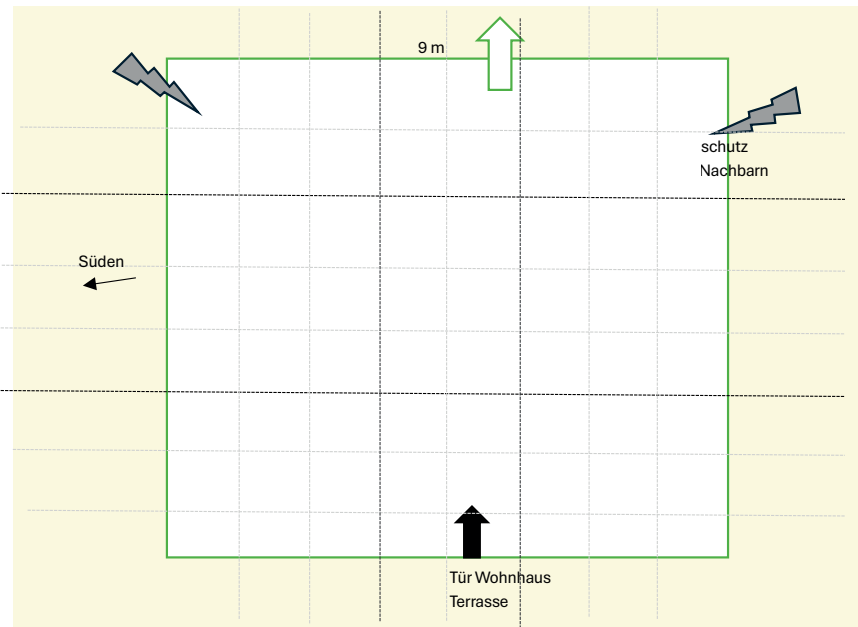 9 m
schutz
Nachbarn
Süden
Tür Wohnhaus
Terrasse